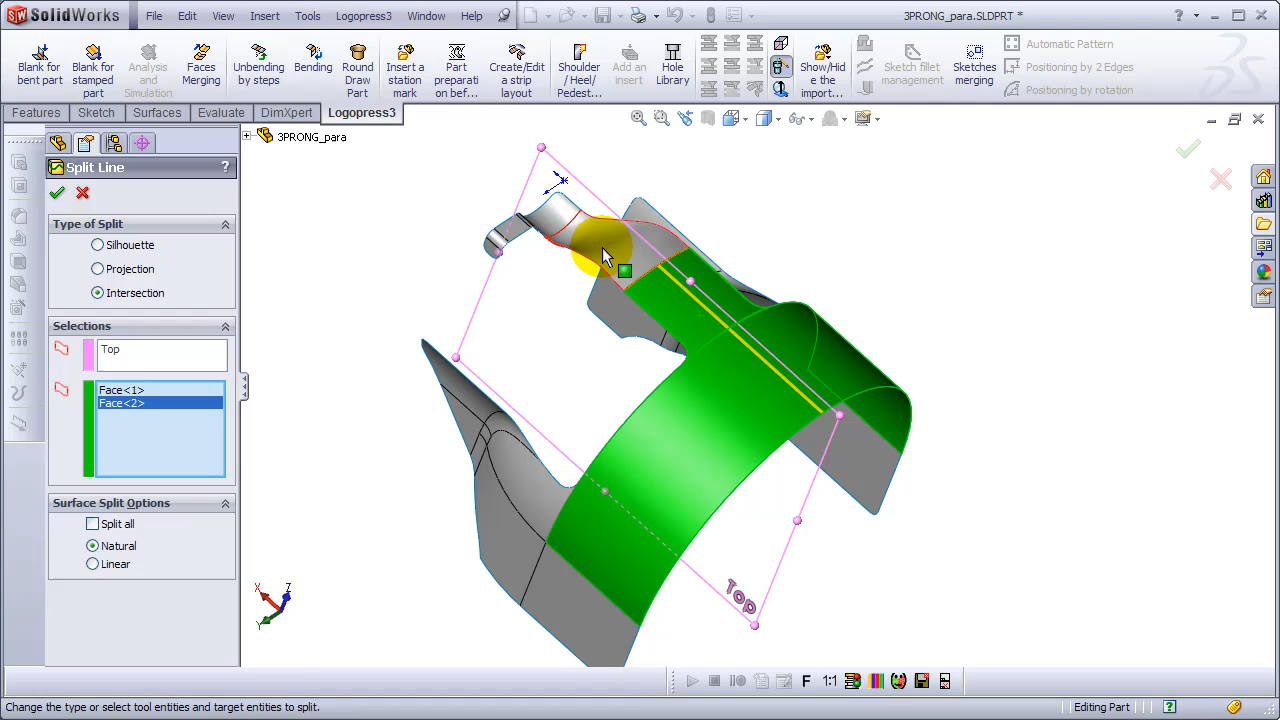 SW SolidWorks File Edit View Insert Tools Logopress3 Window Help 3PRONG_para.SLDPRT * ?
Blank for bent part
Blank for stamped part
Analysis and Simulation
Faces Merging
Unbending by steps
Bending
Round Draw Part
Insert a station mark
Part preparation on bef...
Create/Edit a strip layout
Shoulder / Heel/ Pedest...
Add an insert
Hole Library
Show/Hide the import...
Sketch fillet management
Sketches merging
Automatic Pattern
Positioning by 2 Edges
Positioning by rotation
Features Sketch Surfaces Evaluate DimXpert Logopress3
3PRONG_para
Split Line ?
Type of Split
Silhouette
Projection
Intersection
Selections
Top
Face<1>
Face<2>
Surface Split Options
Split all
Natural
Linear
Top
X Z
Y
F 1:1
Change the type or select tool entities and target entities to split. Editing Part ?